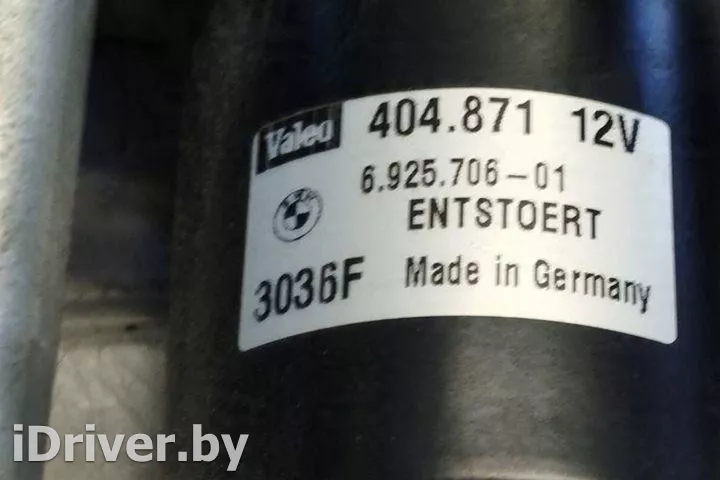 Valeo 404.871 12V
6.925.706-01
ENTSTOERT
3036F Made in Germany
iDriver.by